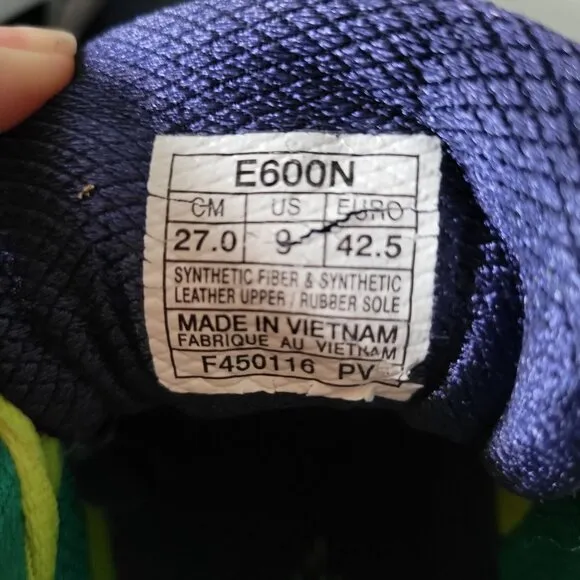 E600N
CM US EURO
27.0 9 42.5
SYNTHETIC FIBER & SYNTHETIC
LEATHER UPPER / RUBBER SOLE
MADE IN VIETNAM
FABRIQUE AU VIETNAM
F450116 PV